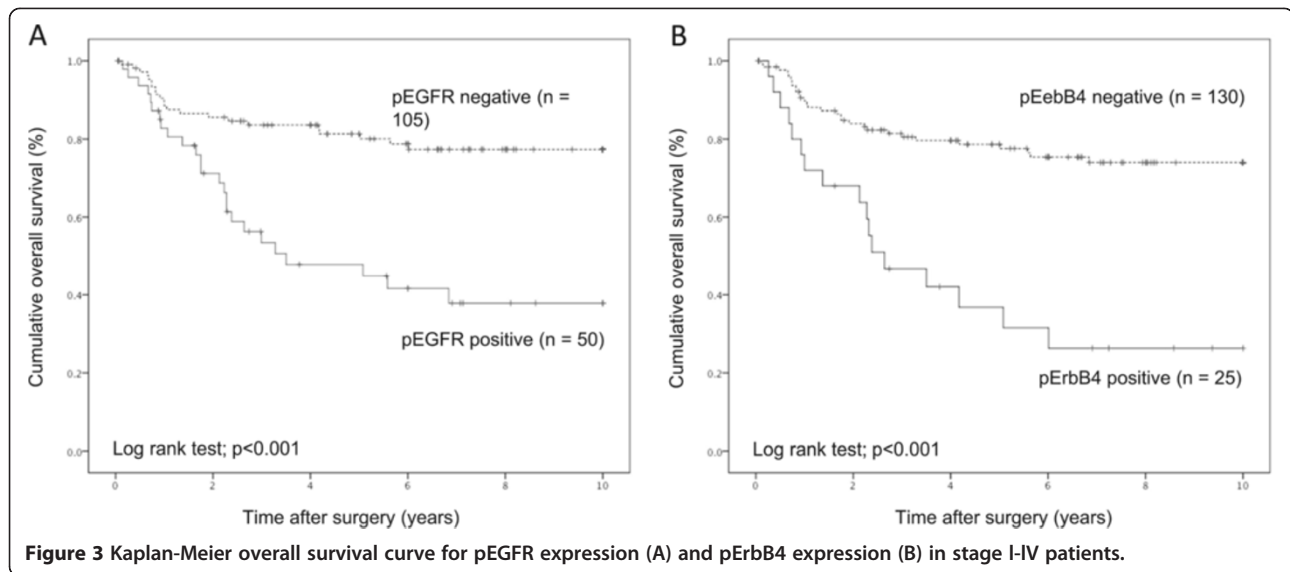 A
Cumulative overall survival (%)
1.0
0.8
0.6
0.4
0.2
0.0
pEGFR negative (n =
105)
pEGFR positive (n = 50)
Log rank test; p<0.001
0 2 4 6 8 10
Time after surgery (years)
B
Cumulative overall survival (%)
1.0
0.8
0.6
0.4
0.2
0.0
pEebB4 negative (n = 130)
pErbB4 positive (n = 25)
Log rank test; p<0.001
0 2 4 6 8 10
Time after surgery (years)
Figure 3 Kaplan-Meier overall survival curve for pEGFR expression (A) and pErbB4 expression (B) in stage I-IV patients.